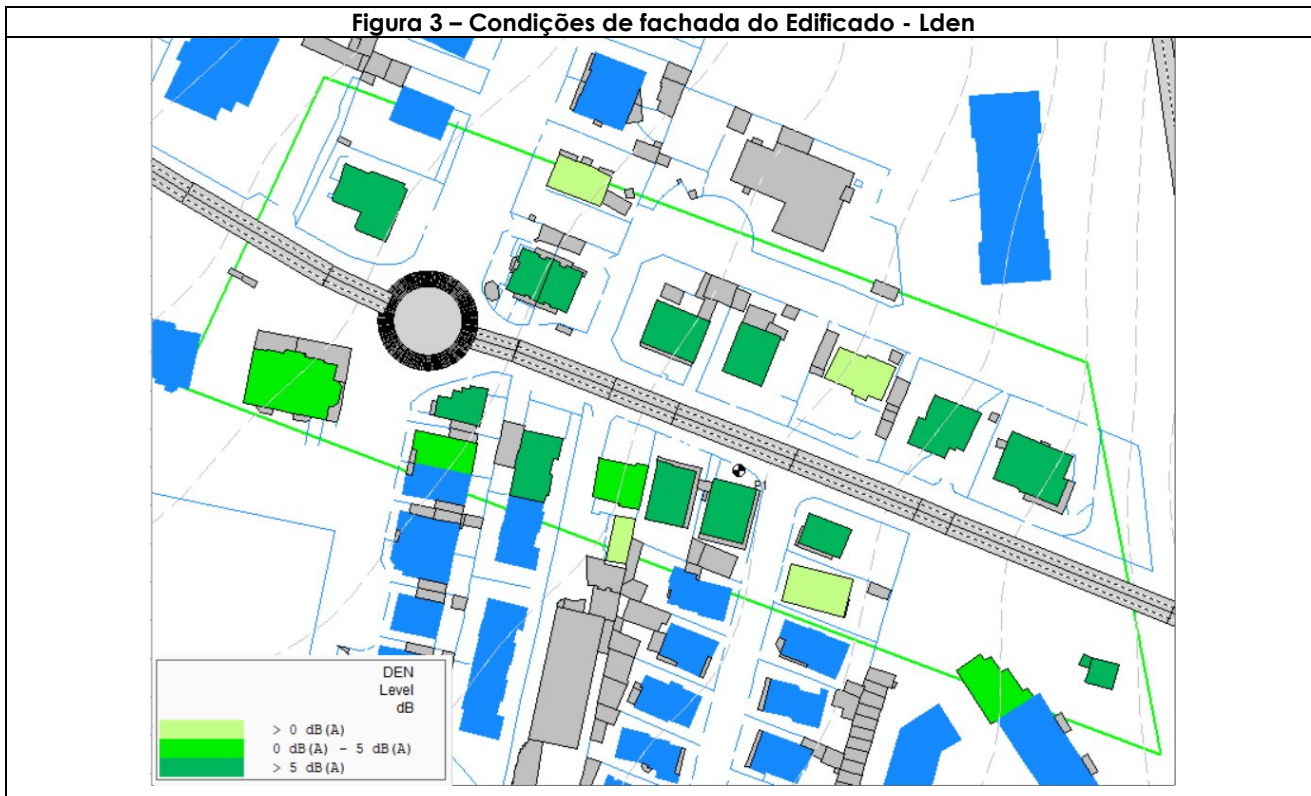 Figura 3 – Condições de fachada do Edificado - Lden
P1
DEN
Level
dB
> 0 dB(A)
0 dB(A) - 5 dB(A)
> 5 dB(A)